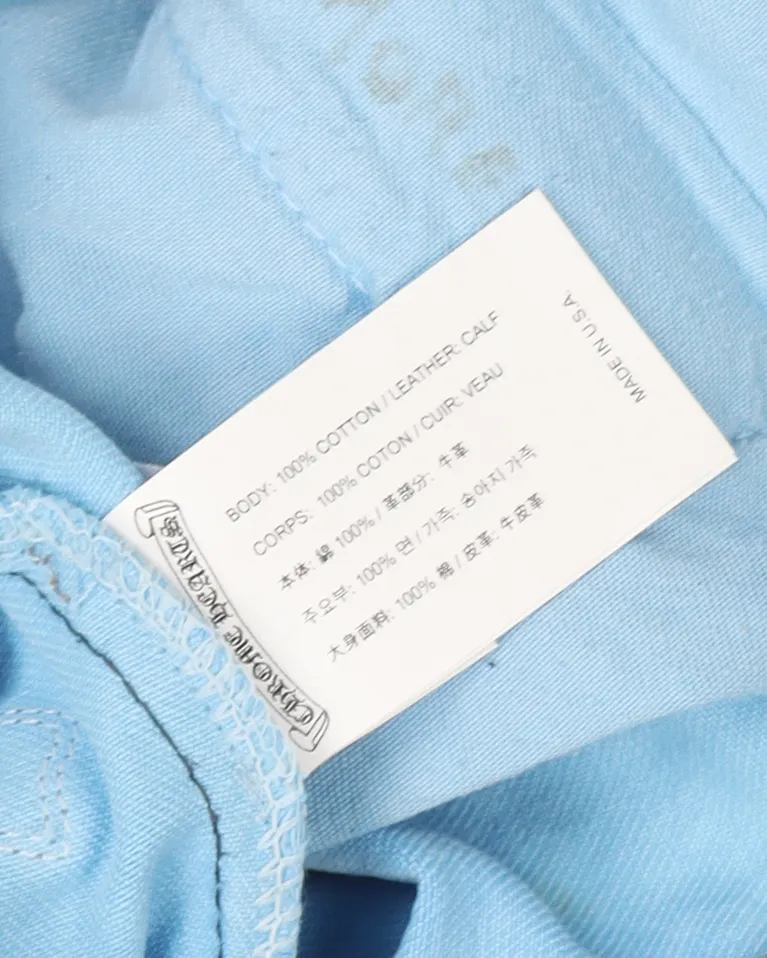 CHROME HEARTS
BODY: 100% COTTON / LEATHER: CALF
CORPS: 100% COTON / CUIR: VEAU
本体: 綿 100% / 革部分: 牛革
주요부: 100% 면 / 가죽: 송아지 가죽
大身面料: 100% 棉 / 皮革: 牛皮革
MADE IN U.S.A.